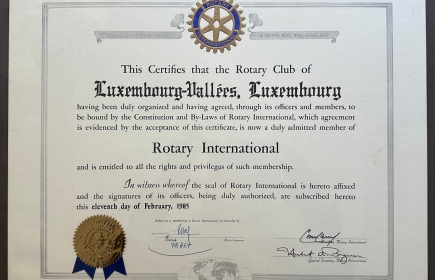 ROTARY
INTERNATIONAL
This Certifies that the Rotary Club of
Luxembourg-Vallées, Luxembourg
having been duly organized and having agreed, through its officers and members, to
be bound by the Constitution and By-Laws of Rotary International, which agreement
is evidenced by the acceptance of this certificate, is now a duly admitted member of
Rotary International
and is entitled to all the rights and privileges of such membership.
In witness whereof the seal of Rotary International is hereto affixed
and the signatures of its officers, being duly authorized, are subscribed hereto
this eleventh day of February, 1985